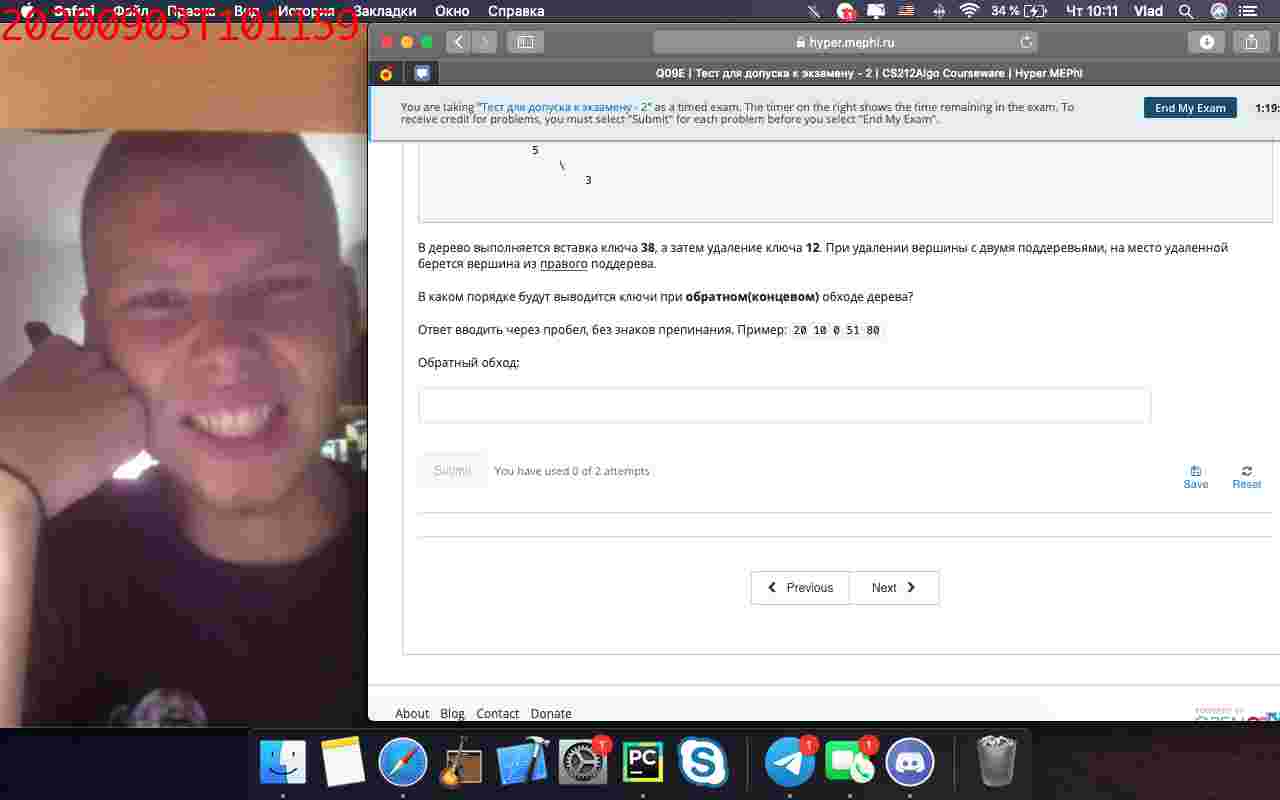 Safari Файл Правка Вид История Закладки Окно Справка 34 % Чт 10:11 Vlad
20200903T101159
hyper.mephi.ru
Q09E | Тест для допуска к экзамену - 2 | CS212Algo Courseware | Hyper.MEPhI
You are taking "Тест для допуска к экзамену - 2" as a timed exam. The timer on the right shows the time remaining in the exam. To
receive credit for problems, you must select "Submit" for each problem before you select "End My Exam".
End My Exam
1:19:
5
\
3
В дерево выполняется вставка ключа 38, а затем удаление ключа 12. При удалении вершины с двумя поддеревьями, на место удаленной
берется вершина из правого поддерева.
В каком порядке будут выводится ключи при обратном(концевом) обходе дерева?
Ответ вводить через пробел, без знаков препинания. Пример: 20 10 0 51 80
Обратный обход:
Submit You have used 0 of 2 attempts
Save Reset
Previous Next
About Blog Contact Donate
POWERED BY
PC
1
1
1